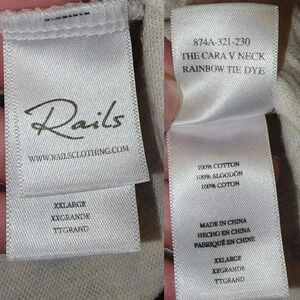 Rails
WWW.RAILSCLOTHING.COM
XXLARGE
XXGRANDE
TTGRAND
874A-321-230
THE CARA V NECK
RAINBOW TIE DYE
100% COTTON
100% ALGODÓN
100% COTON
MADE IN CHINA
HECHO EN CHINA
FABRIQUÉ EN CHINE
XXLARGE
XXGRANDE
TTGRAND